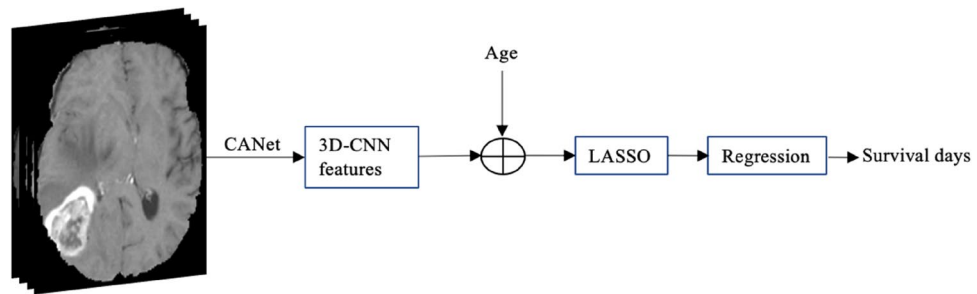 Age
CANet
3D-CNN
features
LASSO
Regression
Survival days